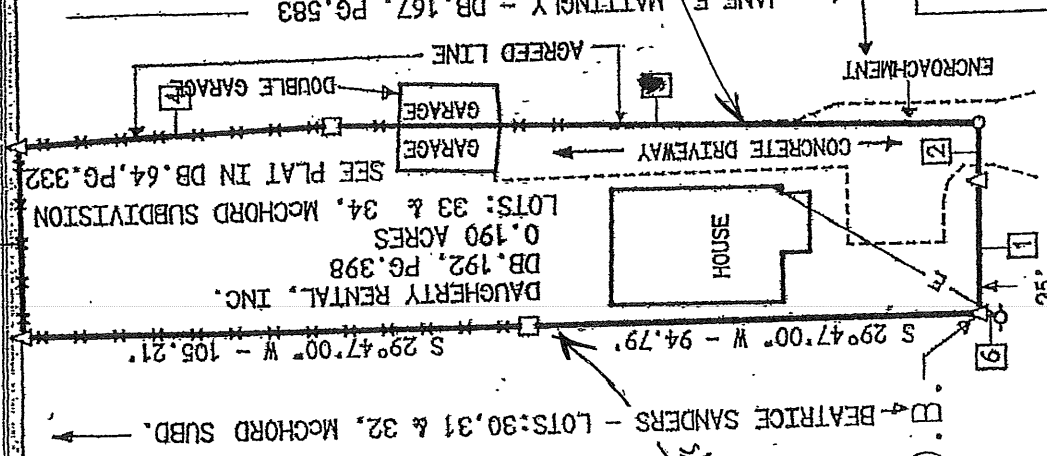 BEATRICE SANDERS - LOTS:30,31 & 32, McCHORD SUBD.
S 29°47'00" W - 94.79'
S 29°47'00" W - 105.21'
6
E
25'
1
DAUGHERTY RENTAL, INC.
DB.192, PG.398
0.190 ACRES
LOTS: 33 & 34, McCHORD SUBDIVISION
SEE PLAT IN DB.64,PG.332
HOUSE
2
CONCRETE DRIVEWAY
GARAGE
GARAGE
DOUBLE GARAGE
4
ENCROACHMENT
AGREED LINE
JANE F. MATTINGLY - DB.167, PG.583